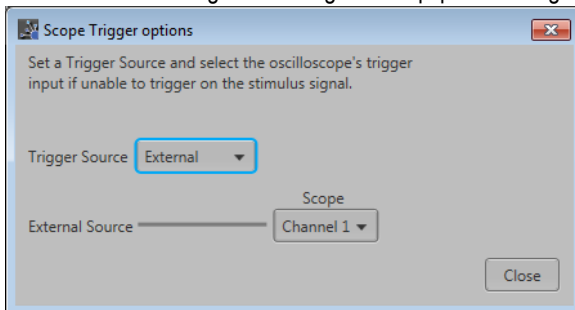 Scope Trigger options
Set a Trigger Source and select the oscilloscope's trigger
input if unable to trigger on the stimulus signal.
Trigger Source External
Scope
External Source Channel 1
Close